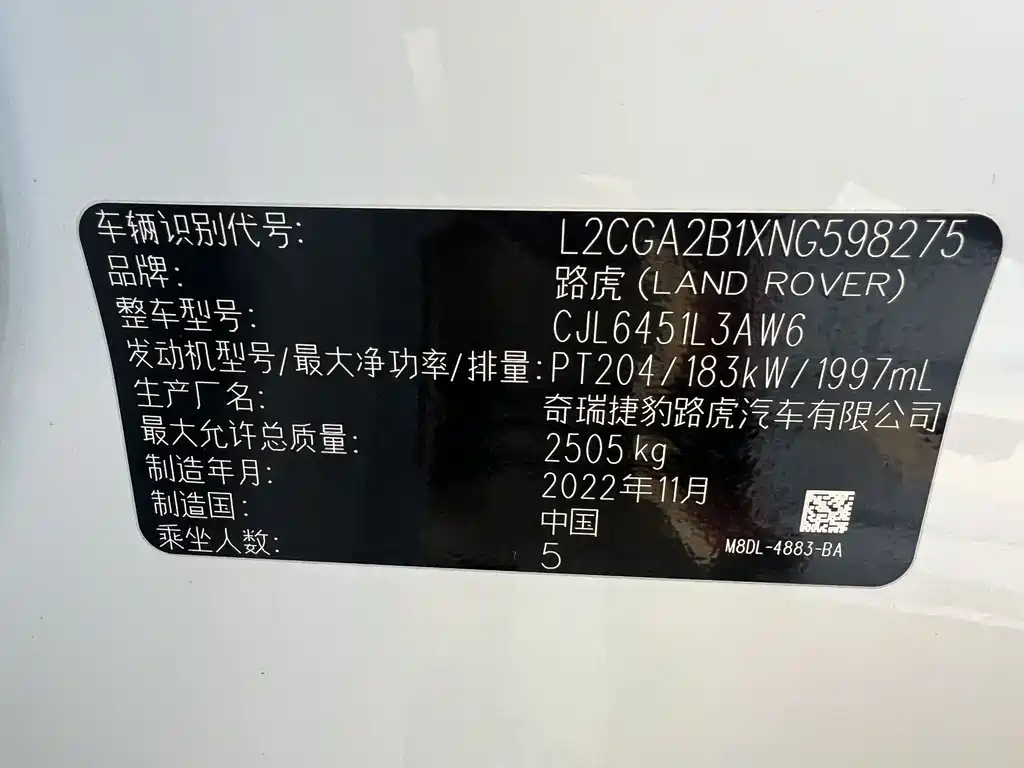 车辆识别代号: L2CGA2B1XNG598275
品牌: 路虎 (LAND ROVER)
整车型号: CJL6451L3AW6
发动机型号/最大净功率/排量: PT204/183kW/1997mL
生产厂名: 奇瑞捷豹路虎汽车有限公司
最大允许总质量: 2505kg
制造年月: 2022年11月
制造国: 中国
乘坐人数: 5
M8DL-4883-BA